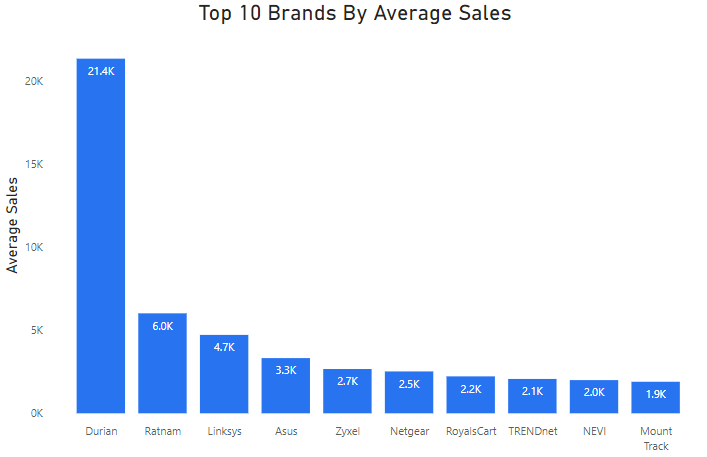 Top 10 Brands By Average Sales
Average Sales
20K
15K
10K
5K
0K
21.4K
6.0K
4.7K
3.3K
2.7K
2.5K
2.2K
2.1K
2.0K
1.9K
Durian
Ratnam
Linksys
Asus
Zyxel
Netgear
RoyalsCart
TRENDnet
NEVI
Mount
Track